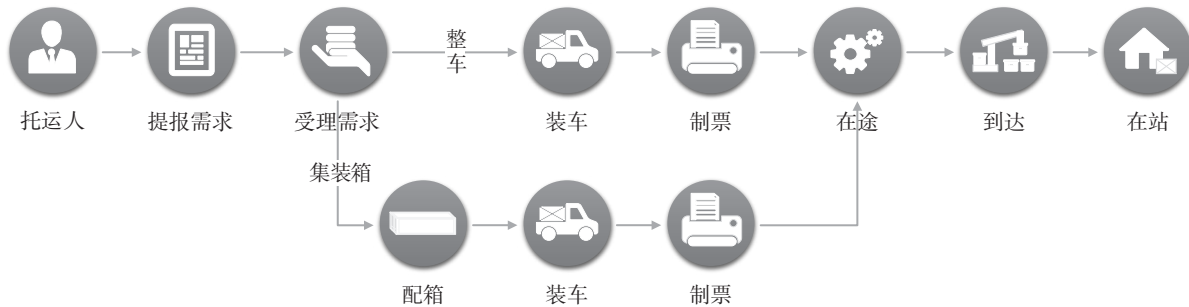 整车
托运人
提报需求
受理需求
装车
制票
在途
到达
在站
集装箱
配箱
装车
制票